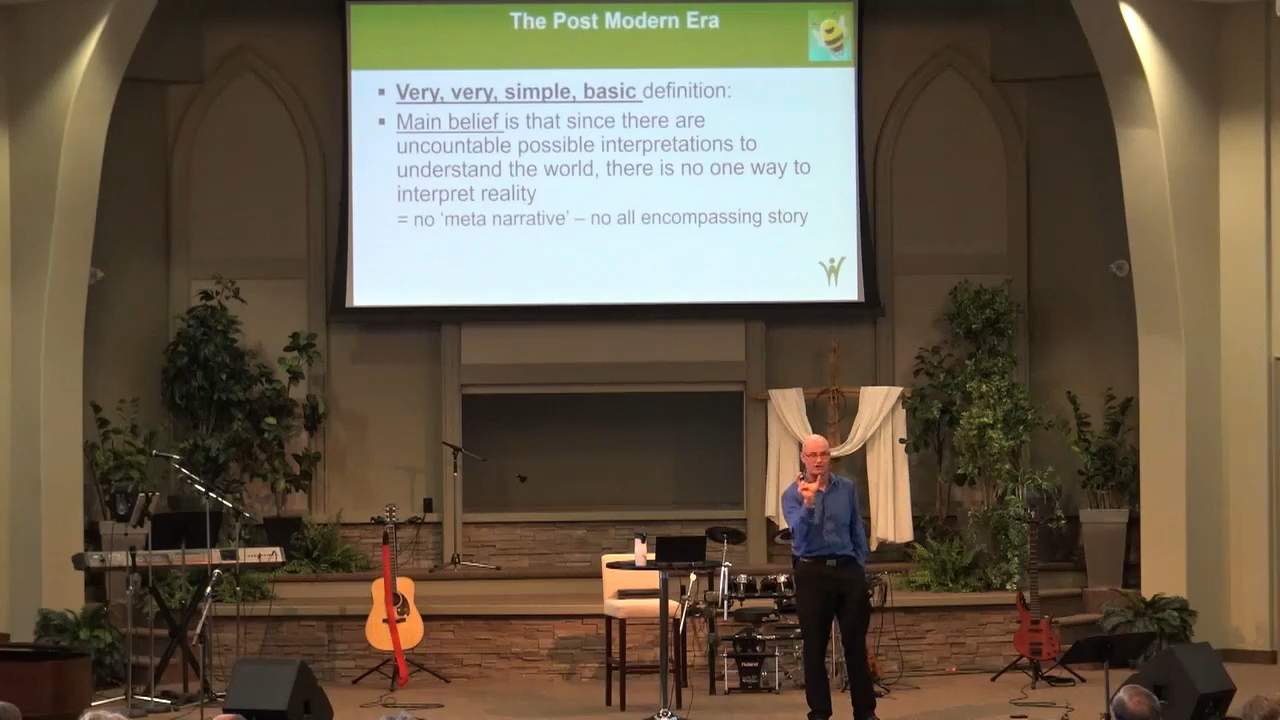 The Post Modern Era
▪ Very, very, simple, basic definition:
▪ Main belief is that since there are
uncountable possible interpretations to
understand the world, there is no one way to
interpret reality
= no ‘meta narrative’ – no all encompassing story
Roland